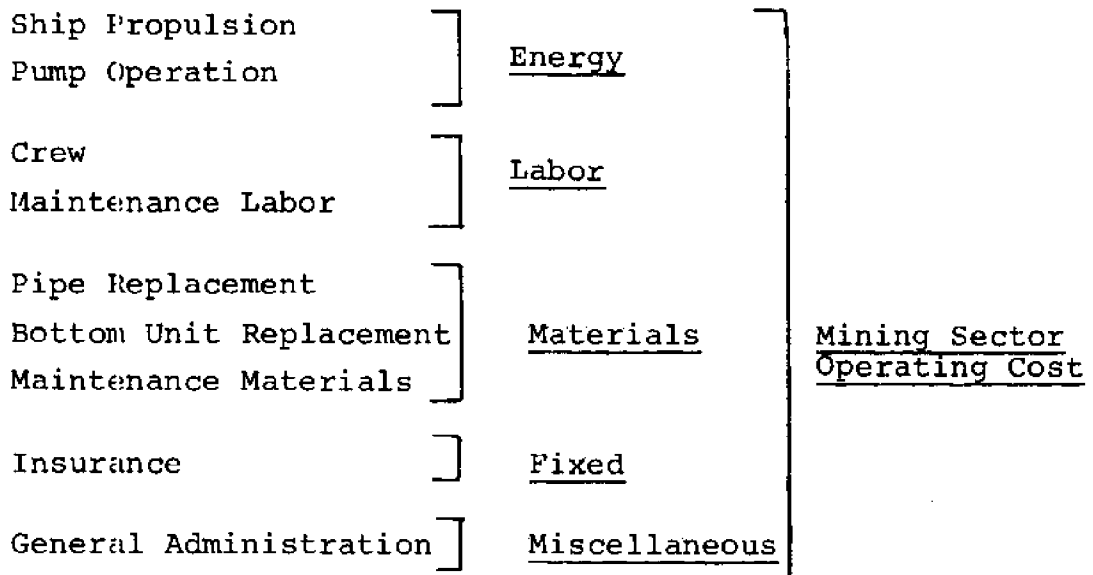 Ship Propulsion
Pump Operation
Energy
Crew
Maintenance Labor
Labor
Pipe Replacement
Bottom Unit Replacement
Maintenance Materials
Materials
Mining Sector
Operating Cost
Insurance
Fixed
General Administration
Miscellaneous